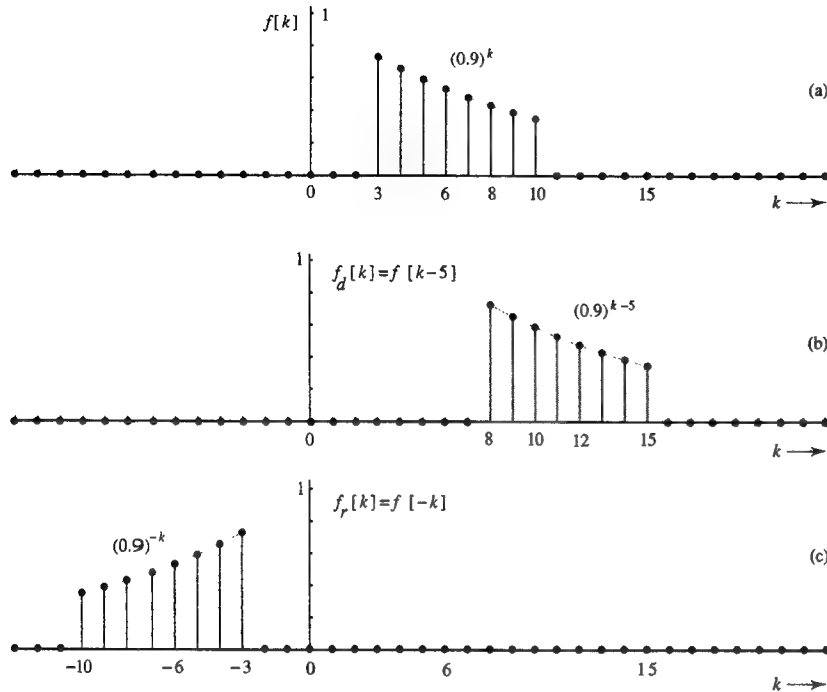 f[k]
1
(0.9)^k
(a)
0 3 6 8 10 15 k
1
f_d[k]=f [k−5]
(0.9)^{k−5}
(b)
0 8 10 12 15 k
1
f_r[k]=f [−k]
(0.9)^{−k}
(c)
−10 −6 −3 0 6 15 k